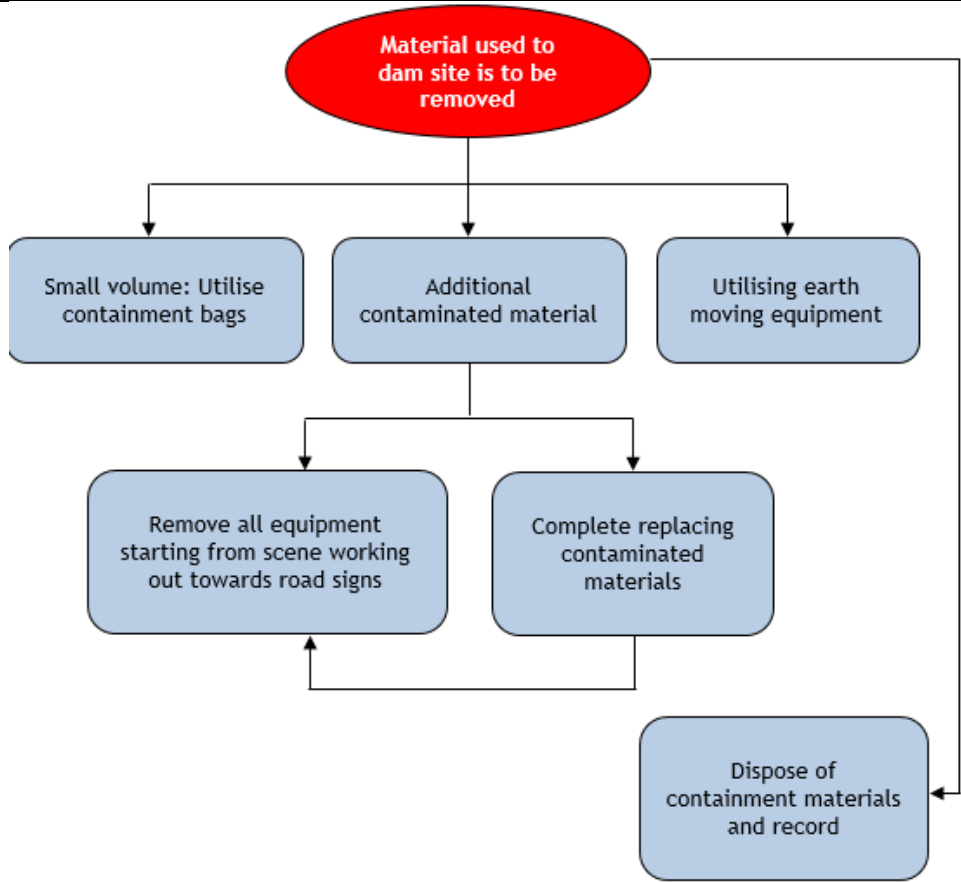 Material used to
dam site is to be
removed
Small volume: Utilise
containment bags
Additional
contaminated material
Utilising earth
moving equipment
Remove all equipment
starting from scene working
out towards road signs
Complete replacing
contaminated
materials
Dispose of
containment materials
and record